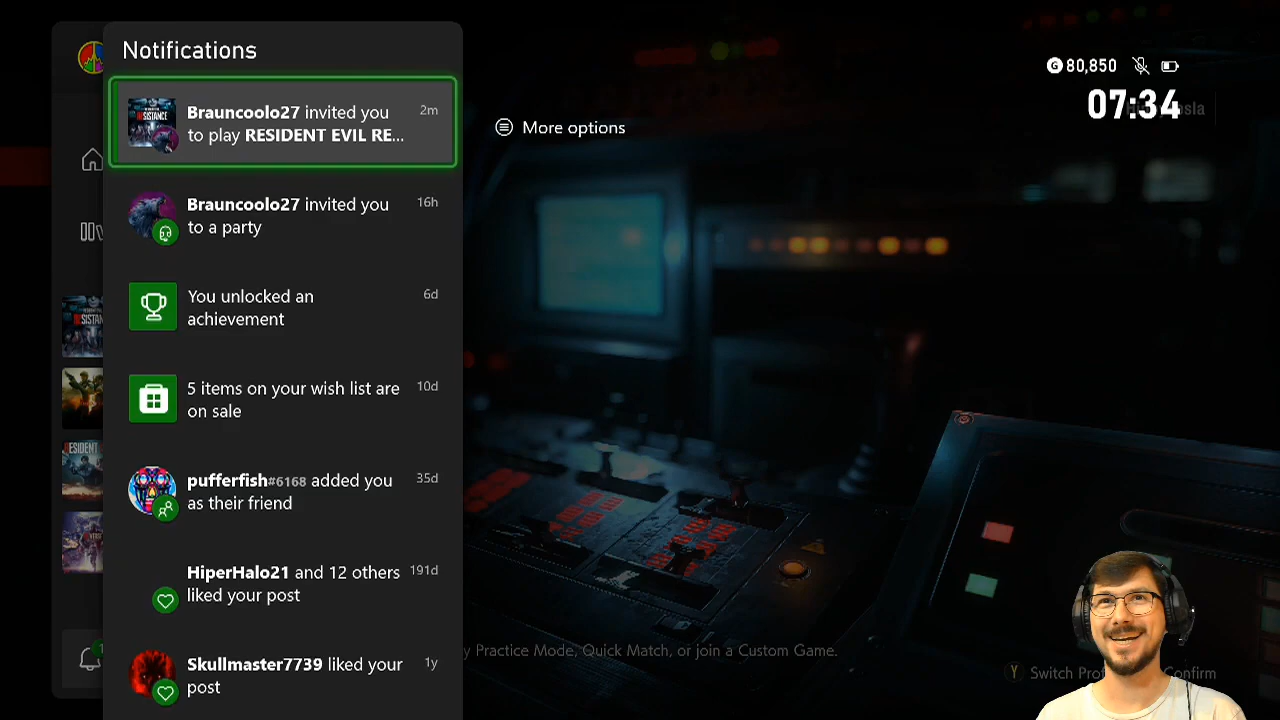 Notifications
Brauncoolo27 invited you
to play RESIDENT EVIL RE...
2m
Brauncoolo27 invited you
to a party
16h
You unlocked an
achievement
6d
5 items on your wish list are
on sale
10d
pufferfish#6168 added you
as their friend
35d
HiperHalo21 and 12 others
liked your post
191d
Skullmaster7739 liked your
post
1y
More options
G 80,850
07:34
Practice Mode, Quick Match, or join a Custom Game.
Y Switch